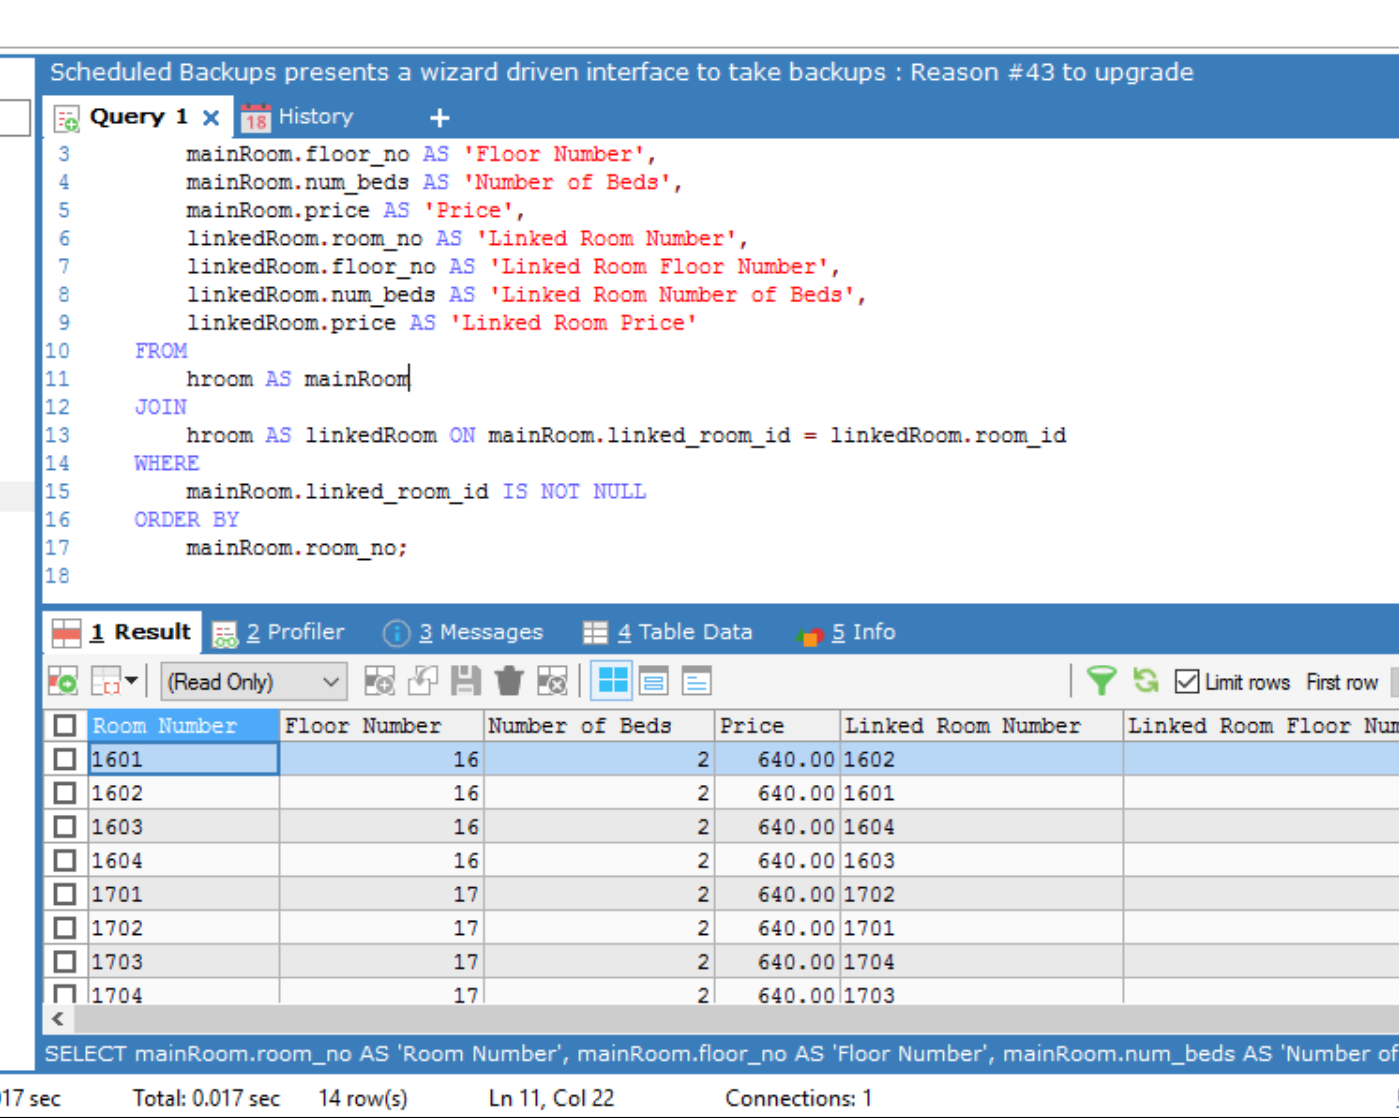 Scheduled Backups presents a wizard driven interface to take backups : Reason #43 to upgrade
Query 1 History +
3 mainRoom.floor_no AS 'Floor Number',
4 mainRoom.num_beds AS 'Number of Beds',
5 mainRoom.price AS 'Price',
6 linkedRoom.room_no AS 'Linked Room Number',
7 linkedRoom.floor_no AS 'Linked Room Floor Number',
8 linkedRoom.num_beds AS 'Linked Room Number of Beds',
9 linkedRoom.price AS 'Linked Room Price'
10 FROM
11 hroom AS mainRoom
12 JOIN
13 hroom AS linkedRoom ON mainRoom.linked_room_id = linkedRoom.room_id
14 WHERE
15 mainRoom.linked_room_id IS NOT NULL
16 ORDER BY
17 mainRoom.room_no;
18
1 Result 2 Profiler 3 Messages 4 Table Data 5 Info
(Read Only) Limit rows First row
Room Number Floor Number Number of Beds Price Linked Room Number Linked Room Floor Num
1601 16 2 640.00 1602
1602 16 2 640.00 1601
1603 16 2 640.00 1604
1604 16 2 640.00 1603
1701 17 2 640.00 1702
1702 17 2 640.00 1701
1703 17 2 640.00 1704
1704 17 2 640.00 1703
SELECT mainRoom.room_no AS 'Room Number', mainRoom.floor_no AS 'Floor Number', mainRoom.num_beds AS 'Number of
17 sec Total: 0.017 sec 14 row(s) Ln 11, Col 22 Connections: 1